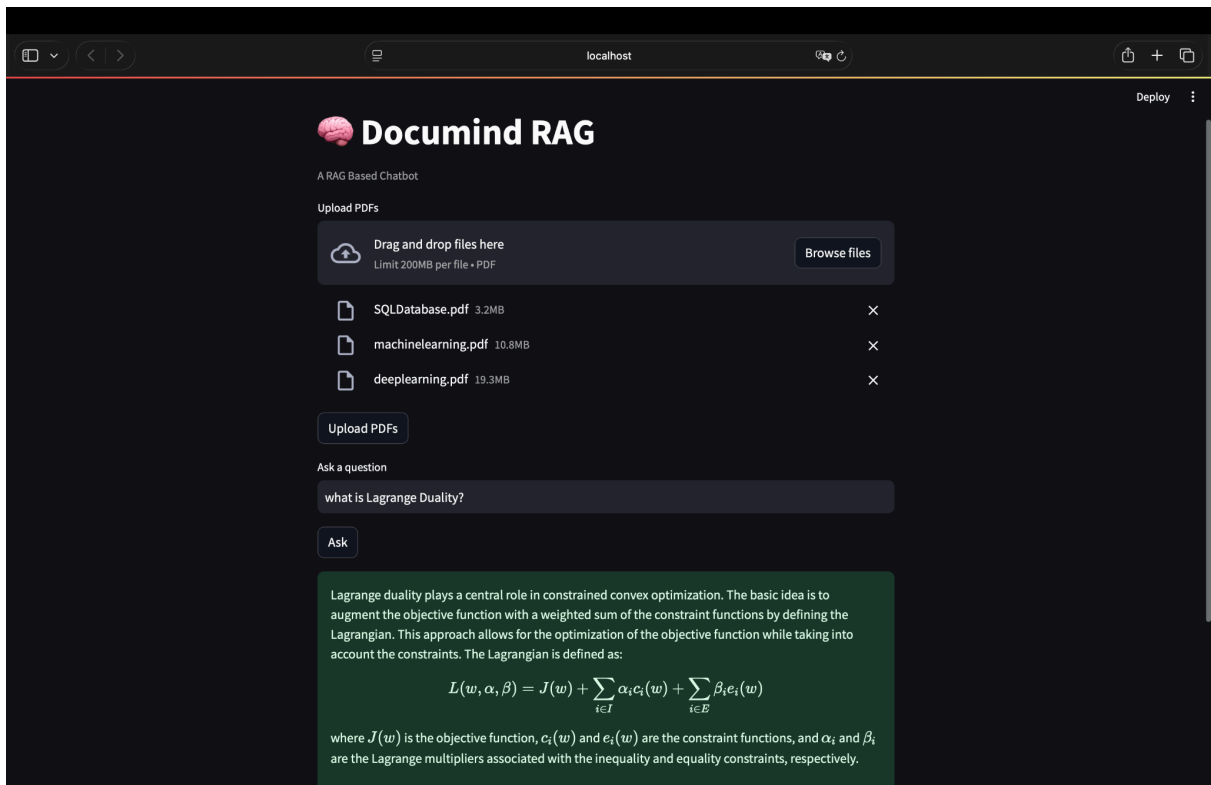 localhost
Deploy
Documind RAG
A RAG Based Chatbot
Upload PDFs
Drag and drop files here
Limit 200MB per file • PDF
Browse files
SQLDatabase.pdf 3.2MB
machinelearning.pdf 10.8MB
deeplearning.pdf 19.3MB
Upload PDFs
Ask a question
what is Lagrange Duality?
Ask
Lagrange duality plays a central role in constrained convex optimization. The basic idea is to
augment the objective function with a weighted sum of the constraint functions by defining the
Lagrangian. This approach allows for the optimization of the objective function while taking into
account the constraints. The Lagrangian is defined as:
L(w, α, β) = J(w) + ∑_{i∈I} α_i c_i(w) + ∑_{i∈E} β_i e_i(w)
where J(w) is the objective function, c_i(w) and e_i(w) are the constraint functions, and α_i and β_i
are the Lagrange multipliers associated with the inequality and equality constraints, respectively.